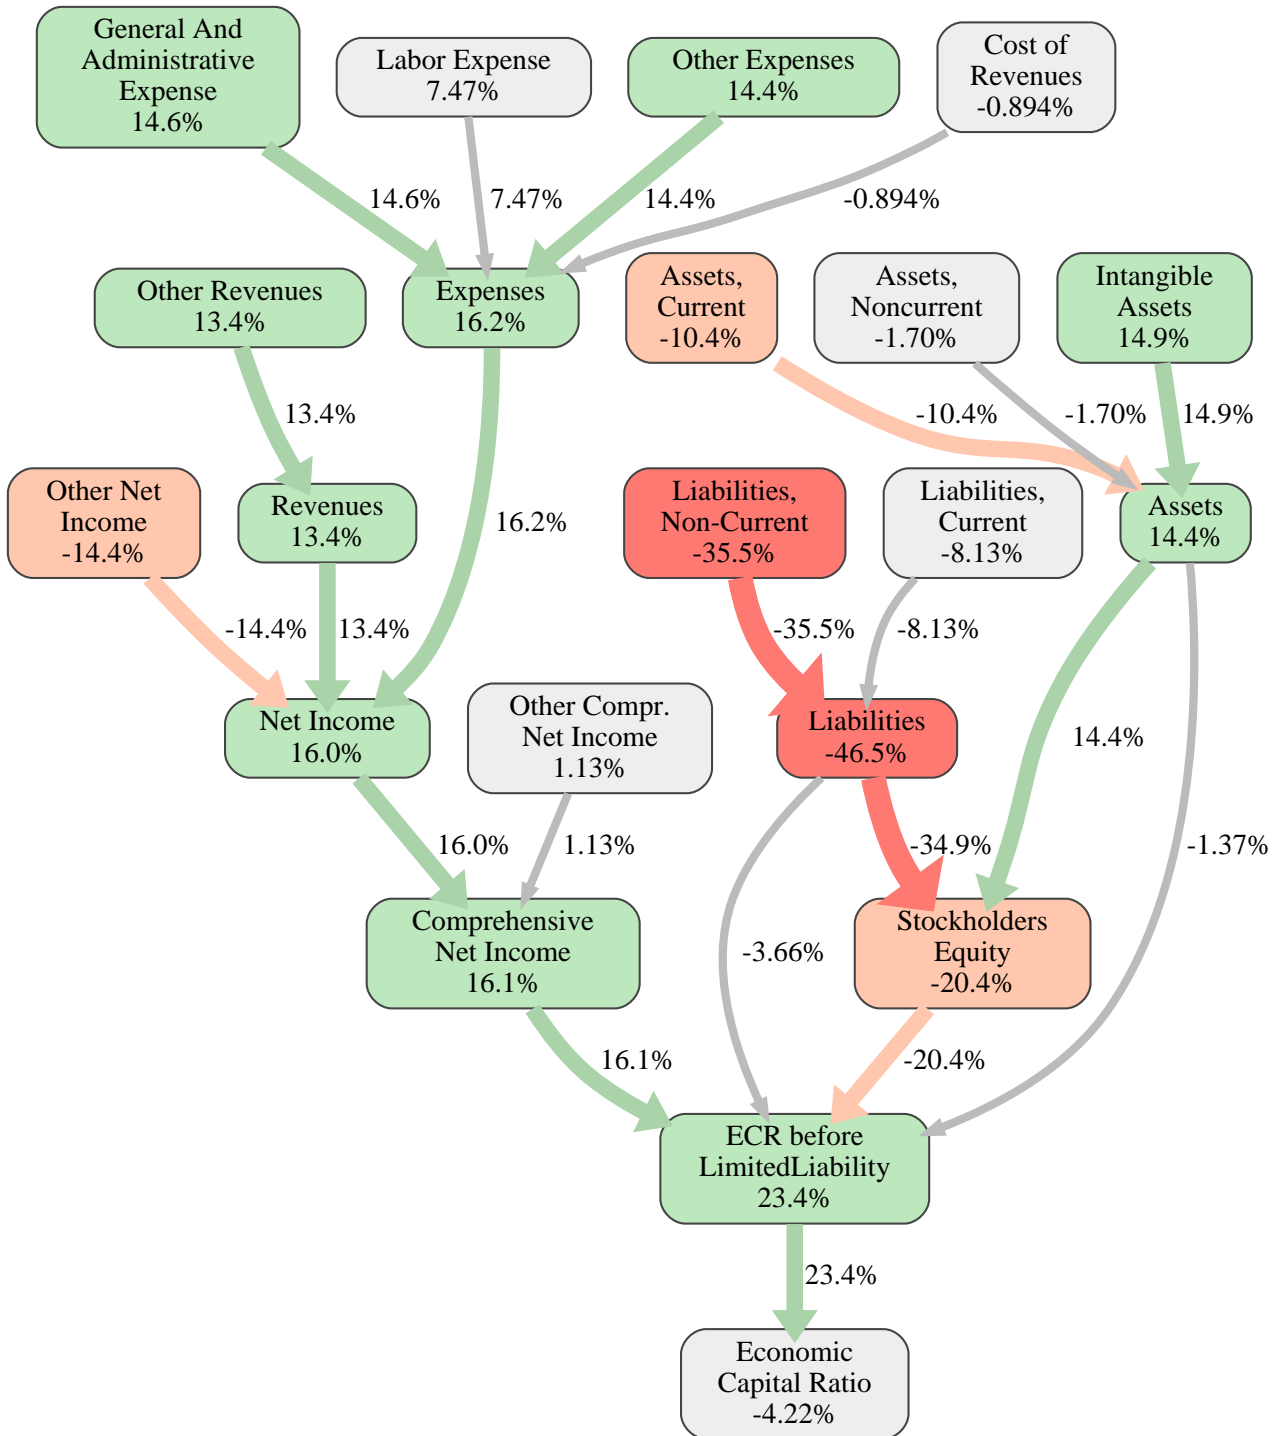 General And
Administrative
Expense
14.6%
Labor Expense
7.47%
Other Expenses
14.4%
Cost of
Revenues
-0.894%
14.6%
7.47%
14.4%
-0.894%
Other Revenues
13.4%
Expenses
16.2%
Assets,
Current
-10.4%
Assets,
Noncurrent
-1.70%
Intangible
Assets
14.9%
13.4%
-10.4%
-1.70%
14.9%
Other Net
Income
-14.4%
Revenues
13.4%
16.2%
Liabilities,
Non-Current
-35.5%
Liabilities,
Current
-8.13%
Assets
14.4%
-14.4%
13.4%
-35.5%
-8.13%
Net Income
16.0%
Other Compr.
Net Income
1.13%
Liabilities
-46.5%
14.4%
16.0%
1.13%
-34.9%
-1.37%
Comprehensive
Net Income
16.1%
-3.66%
Stockholders
Equity
-20.4%
16.1%
-20.4%
ECR before
LimitedLiability
23.4%
23.4%
Economic
Capital Ratio
-4.22%